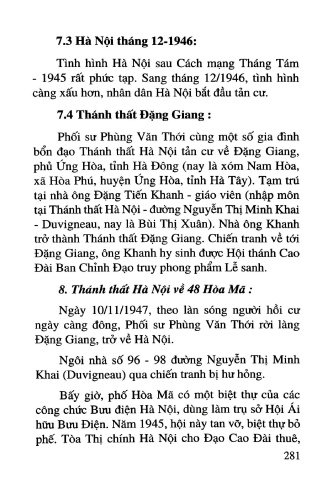 7.3 Hà Nội tháng 12-1946:
Tình hình Hà Nội sau Cách mạng Tháng Tám
- 1945 rất phức tạp. Sang tháng 12/1946, tình hình
càng xấu hơn, nhân dân Hà Nội bắt đầu tản cư.
7.4 Thánh thất Đặng Giang :
Phối sư Phùng Văn Thới cùng một số gia đình
bổn đạo Thánh thất Hà Nội tản cư về Đặng Giang,
phủ Ứng Hòa, tỉnh Hà Đông (nay là xóm Nam Hòa,
xã Hòa Phú, huyện Ứng Hòa, tỉnh Hà Tây). Tạm trú
tại nhà ông Đặng Tiến Khanh - giáo viên (nhập môn
tại Thánh thất Hà Nội - đường Nguyễn Thị Minh Khai
- Duvigneau, nay là Bùi Thị Xuân). Nhà ông Khanh
trở thành Thánh thất Đặng Giang. Chiến tranh về tới
Đặng Giang, ông Khanh hy sinh được Hội thánh Cao
Đài Ban Chỉnh Đạo truy phong phẩm Lễ sanh.
8. Thánh thất Hà Nội về 48 Hòa Mã :
Ngày 10/11/1947, theo làn sóng người hồi cư
ngày càng đông, Phối sư Phùng Văn Thới rời làng
Đặng Giang, trở về Hà Nội.
Ngôi nhà số 96 - 98 đường Nguyễn Thị Minh
Khai (Duvigneau) qua chiến tranh bị hư hỏng.
Bấy giờ, phố Hòa Mã có một biệt thự của các
công chức Bưu điện Hà Nội, dùng làm trụ sở Hội Ái
hữu Bưu Điện. Năm 1945, hội này tan vỡ, biệt thự bỏ
phế. Tòa Thị chính Hà Nội cho Đạo Cao Đài thuê,
281